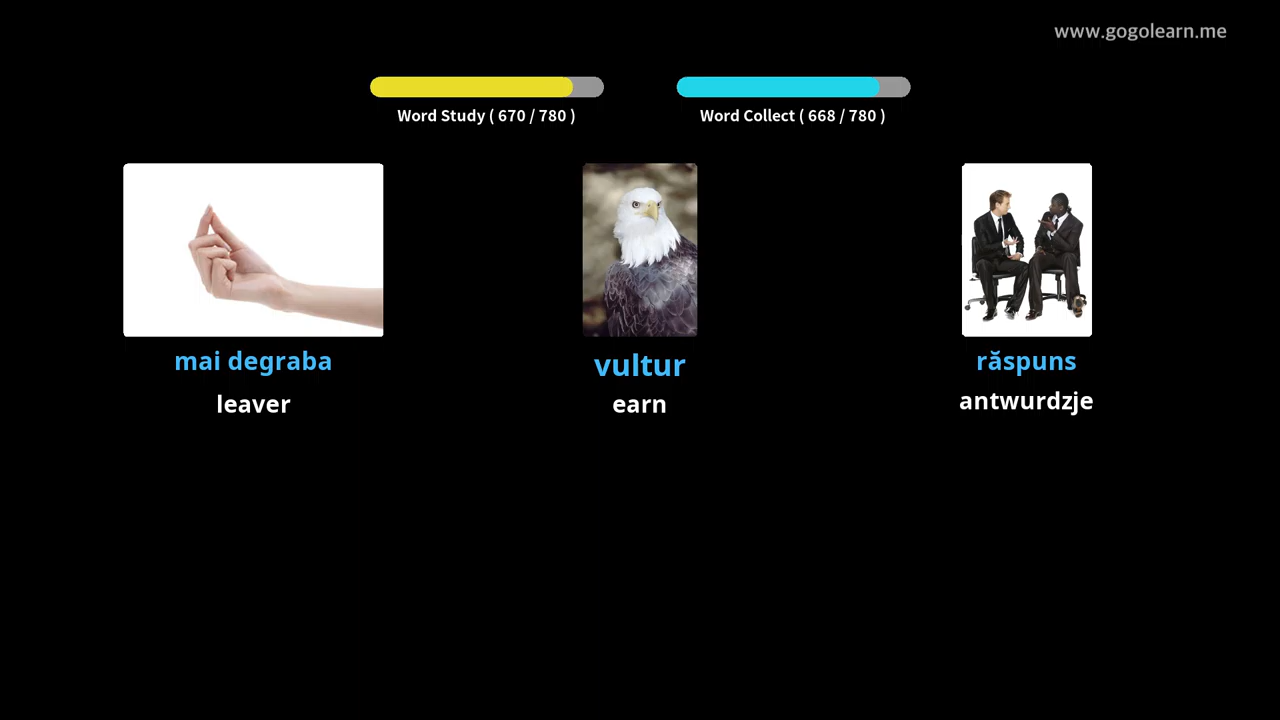 www.gogolearn.me
Word Study ( 670 / 780 )
Word Collect ( 668 / 780 )
mai degraba
vultur
răspuns
leaver
earn
antwurdzje